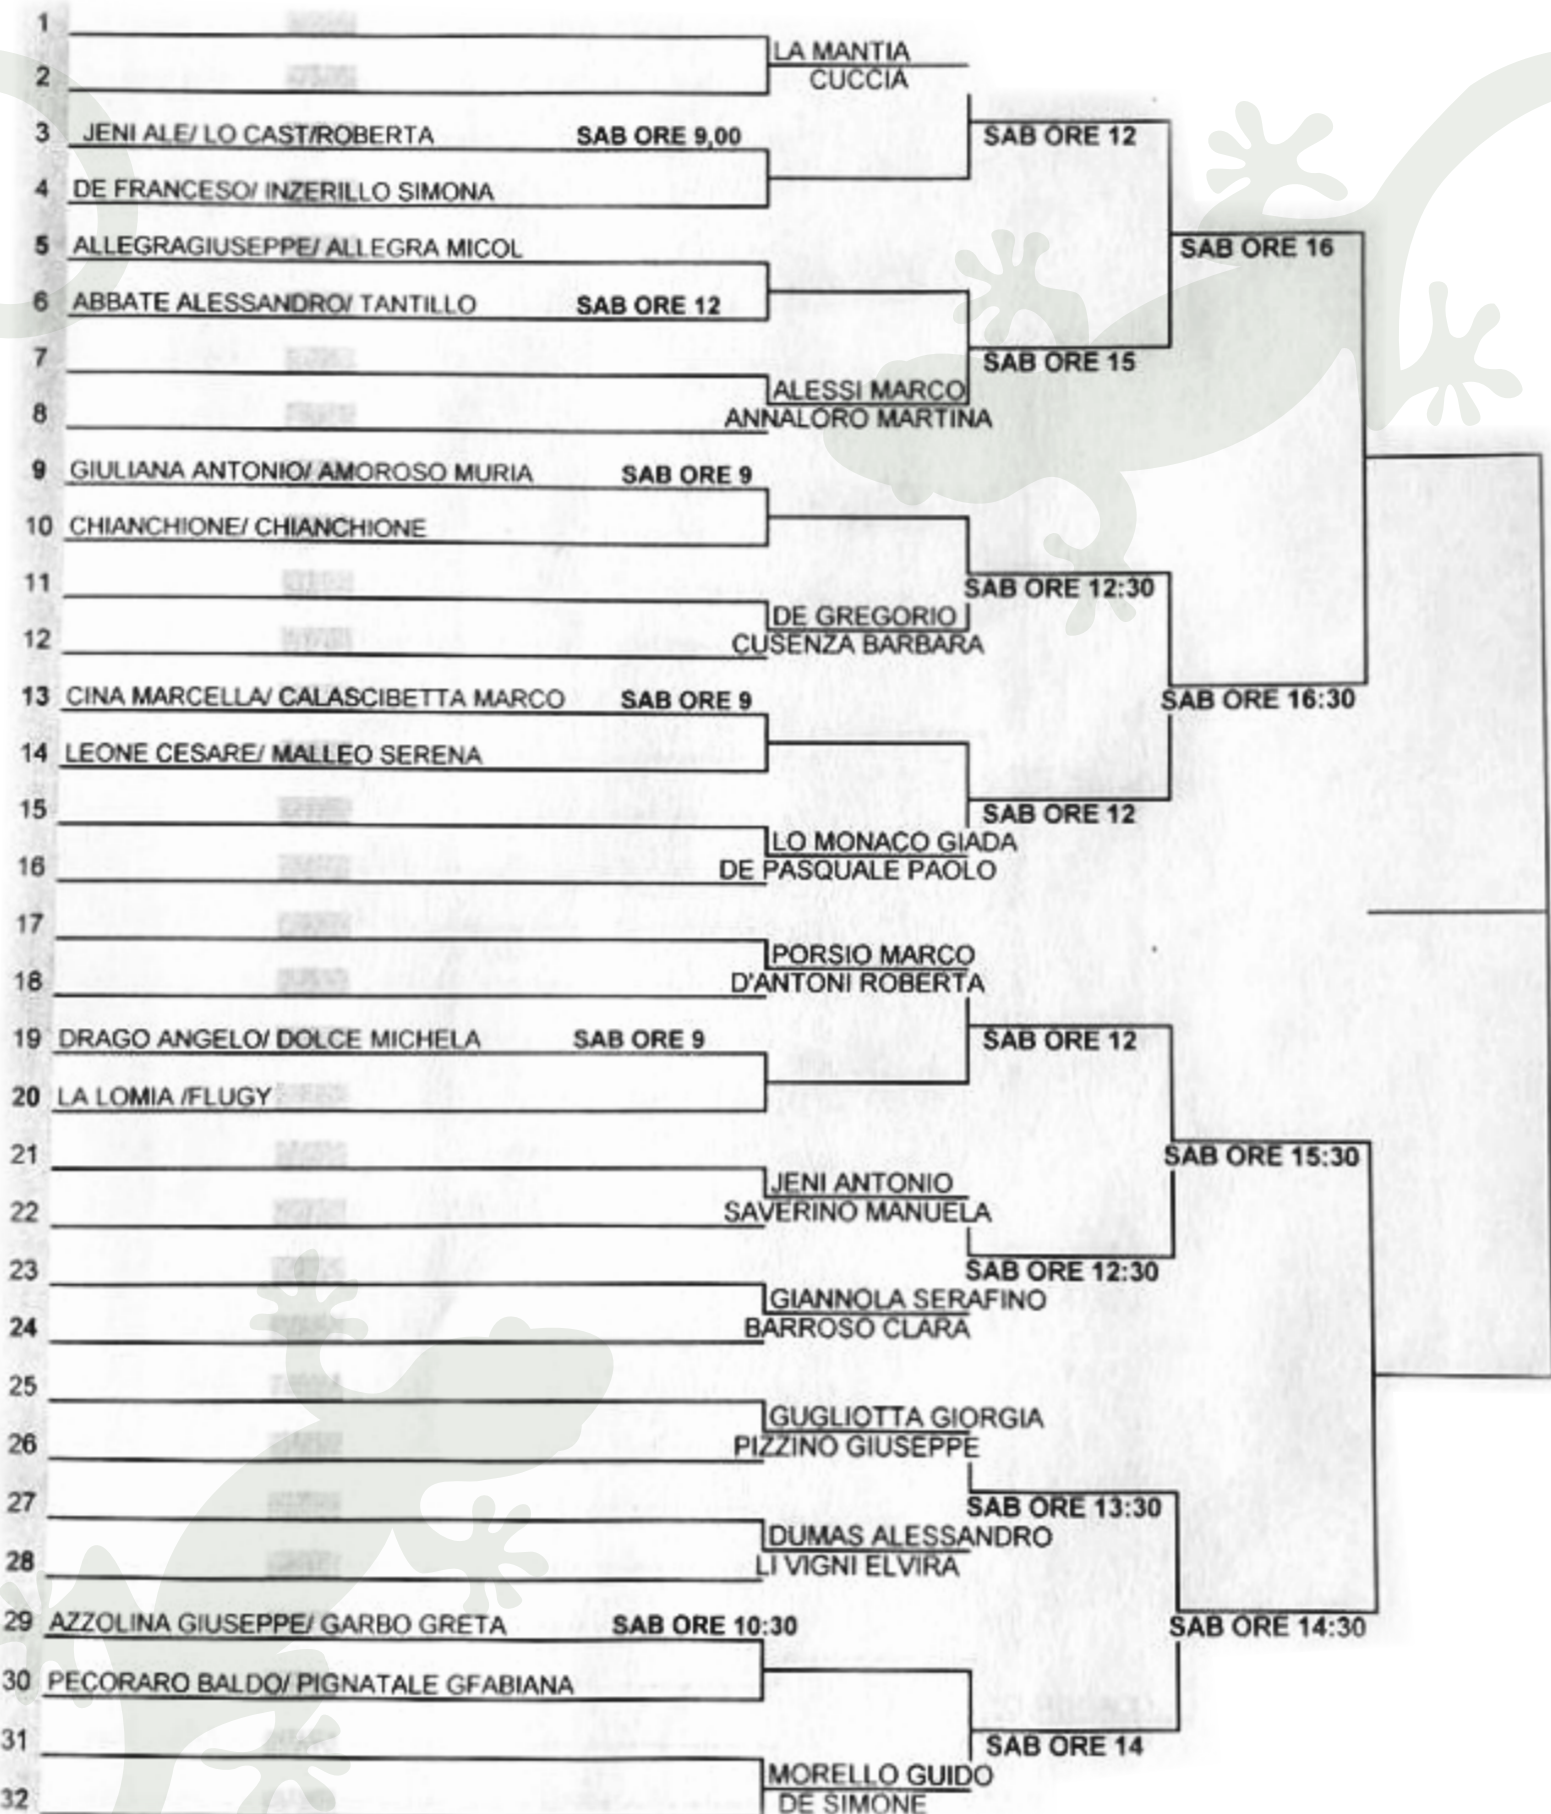 1
LA MANTIA
2
CUCCIA
3 JENI ALE/ LO CAST/ROBERTA SAB ORE 9,00
SAB ORE 12
4 DE FRANCESO/ INZERILLO SIMONA
5 ALLEGRAGIUSEPPE/ ALLEGRA MICOL
SAB ORE 16
6 ABBATE ALESSANDRO/ TANTILLO SAB ORE 12
7
SAB ORE 15
ALESSI MARCO
8
ANNALORO MARTINA
9 GIULIANA ANTONIO/ AMOROSO MURIA SAB ORE 9
10 CHIANCHIONE/ CHIANCHIONE
11
SAB ORE 12:30
DE GREGORIO
12
CUSENZA BARBARA
13 CINA MARCELLA/ CALASCIBETTA MARCO SAB ORE 9
SAB ORE 16:30
14 LEONE CESARE/ MALLEO SERENA
15
SAB ORE 12
LO MONACO GIADA
16
DE PASQUALE PAOLO
17
PORSIO MARCO
18
D'ANTONI ROBERTA
19 DRAGO ANGELO/ DOLCE MICHELA SAB ORE 9
SAB ORE 12
20 LA LOMIA /FLUGY
21
SAB ORE 15:30
JENI ANTONIO
22
SAVERINO MANUELA
23
SAB ORE 12:30
GIANNOLA SERAFINO
24
BARROSO CLARA
25
GUGLIOTTA GIORGIA
26
PIZZINO GIUSEPPE
27
SAB ORE 13:30
DUMAS ALESSANDRO
28
LI VIGNI ELVIRA
29 AZZOLINA GIUSEPPE/ GARBO GRETA SAB ORE 10:30
SAB ORE 14:30
30 PECORARO BALDO/ PIGNATALE GFABIANA
31
SAB ORE 14
MORELLO GUIDO
32
DE SIMONE